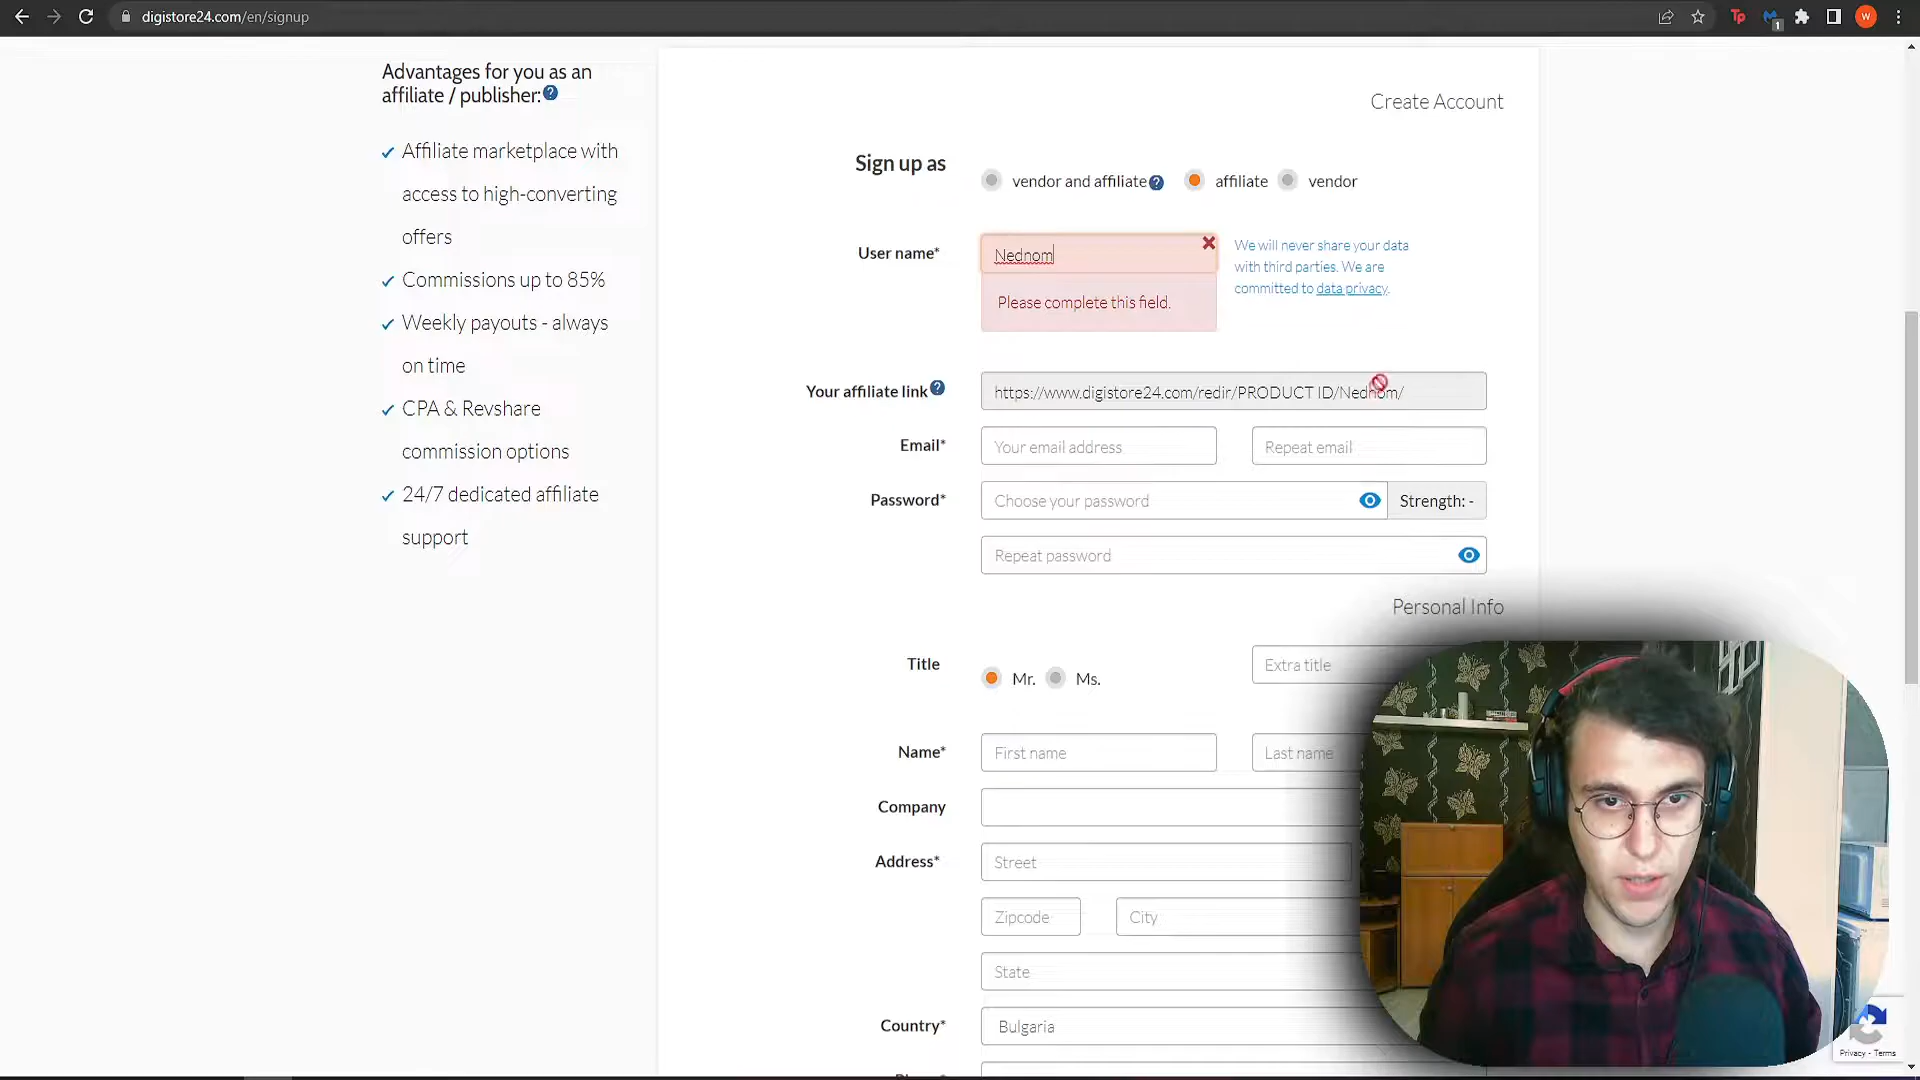 digistore24.com/en/signup
Tp
1
W
Advantages for you as an
affiliate / publisher: ?
Affiliate marketplace with
access to high-converting
offers
Commissions up to 85%
Weekly payouts - always
on time
CPA & Revshare
commission options
24/7 dedicated affiliate
support
Create Account
Sign up as
vendor and affiliate ? affiliate vendor
User name*
Nednom
Please complete this field.
We will never share your data
with third parties. We are
committed to data privacy.
Your affiliate link ?
https://www.digistore24.com/redir/PRODUCT ID/Nednom/
Email* Your email address Repeat email
Password* Choose your password Strength: -
Repeat password
Personal Info
Title Mr. Ms. Extra title
Name* First name Last name
Company
Address* Street
Zipcode City
State
Country* Bulgaria
Privacy - Terms